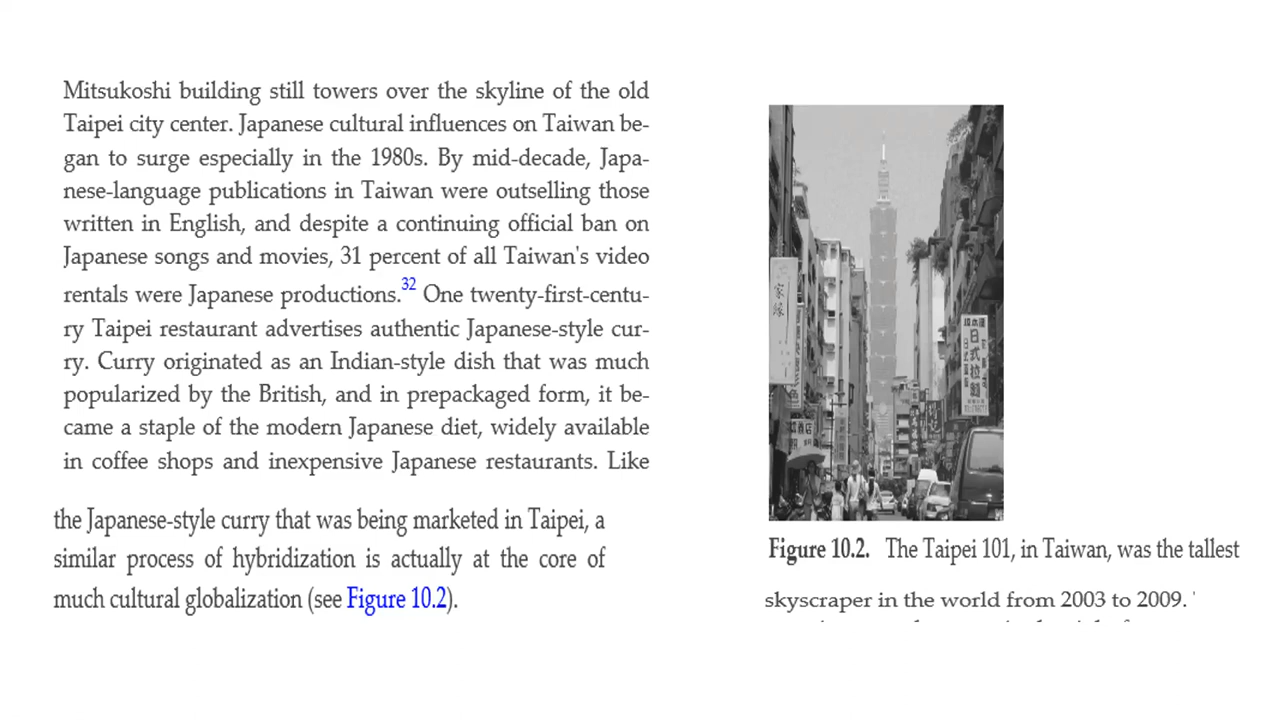 Mitsukoshi building still towers over the skyline of the old
Taipei city center. Japanese cultural influences on Taiwan be-
gan to surge especially in the 1980s. By mid-decade, Japa-
nese-language publications in Taiwan were outselling those
written in English, and despite a continuing official ban on
Japanese songs and movies, 31 percent of all Taiwan's video
rentals were Japanese productions.32 One twenty-first-centu-
ry Taipei restaurant advertises authentic Japanese-style cur-
ry. Curry originated as an Indian-style dish that was much
popularized by the British, and in prepackaged form, it be-
came a staple of the modern Japanese diet, widely available
in coffee shops and inexpensive Japanese restaurants. Like
the Japanese-style curry that was being marketed in Taipei, a
similar process of hybridization is actually at the core of
much cultural globalization (see Figure 10.2).
日式拉麵
Figure 10.2. The Taipei 101, in Taiwan, was the tallest
skyscraper in the world from 2003 to 2009.